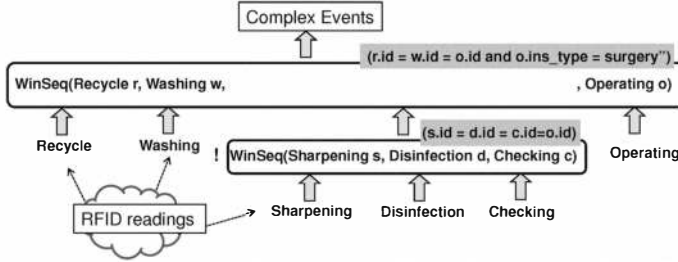 Complex Events
(r.id = w.id = o.id and o.ins_type = surgery”)
WinSeq(Recycle r, Washing w, , Operating o)
(s.id = d.id = c.id=o.id)
Recycle Washing ! WinSeq(Sharpening s, Disinfection d, Checking c) Operating
RFID readings Sharpening Disinfection Checking